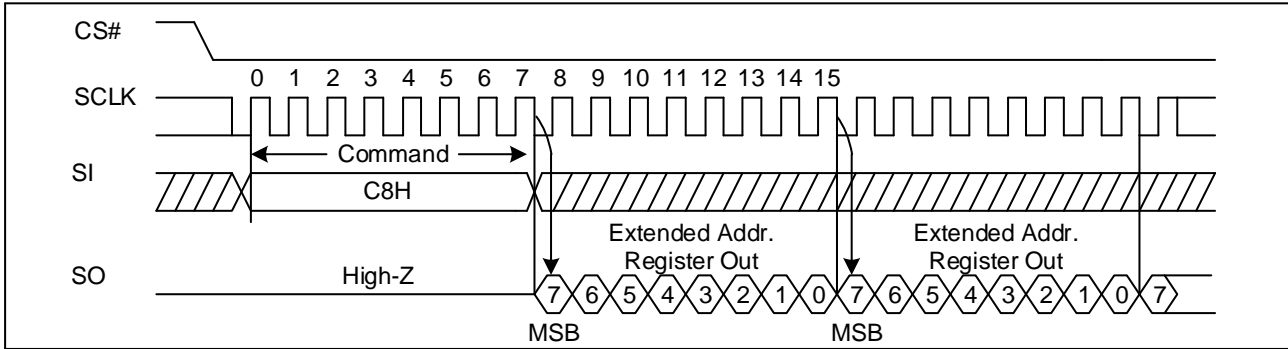 CS#
0 1 2 3 4 5 6 7 8 9 10 11 12 13 14 15
SCLK
Command
SI
C8H
Extended Addr. Extended Addr.
Register Out Register Out
SO
High-Z
7 6 5 4 3 2 1 0 7 6 5 4 3 2 1 0 7
MSB MSB